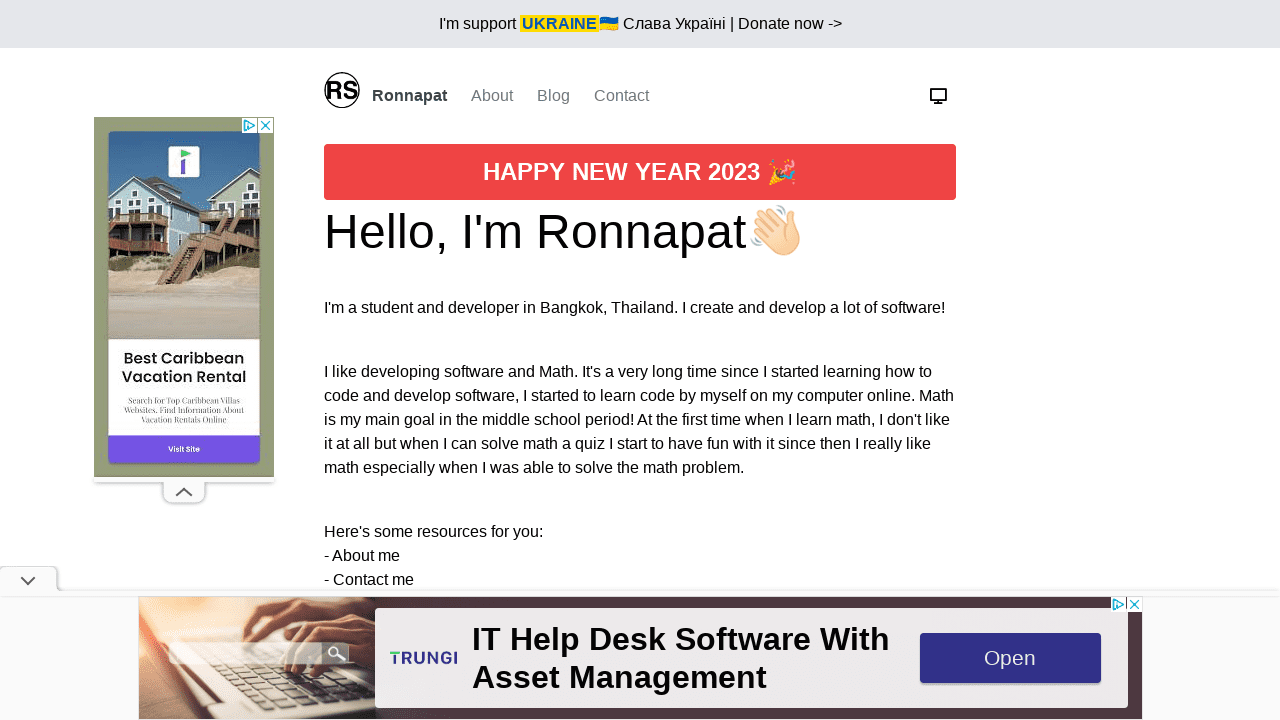 I'm support UKRAINE🇺🇦 Слава Україні | Donate now ->
RS
Ronnapat
About
Blog
Contact
HAPPY NEW YEAR 2023 🎉
Hello, I'm Ronnapat👋🏻
I'm a student and developer in Bangkok, Thailand. I create and develop a lot of software!
I like developing software and Math. It's a very long time since I started learning how to
code and develop software, I started to learn code by myself on my computer online. Math
is my main goal in the middle school period! At the first time when I learn math, I don't like
it at all but when I can solve math a quiz I start to have fun with it since then I really like
math especially when I was able to solve the math problem.
Here's some resources for you:
- About me
- Contact me
Best Caribbean
Vacation Rental
Search for Top Caribbean Villas
Websites. Find Information About
Vacation Rentals Online
Visit Site
TRUNGI
IT Help Desk Software With
Asset Management
Open